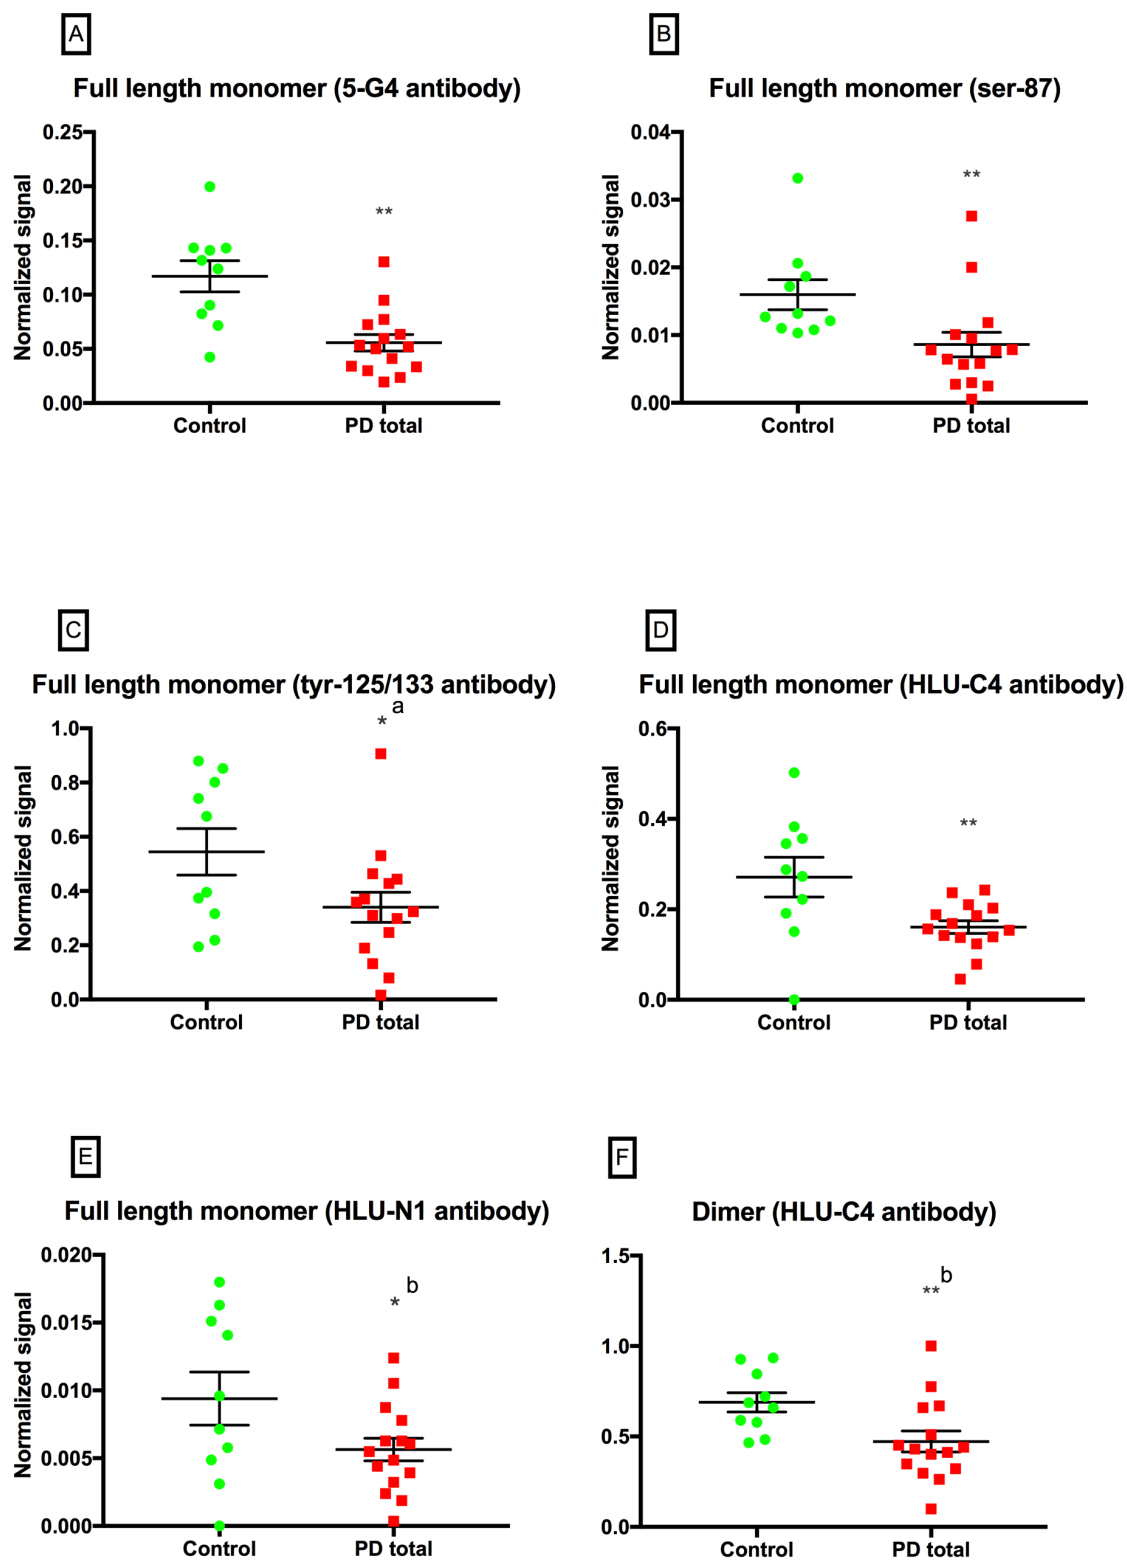 A
Full length monomer (5-G4 antibody)
Normalized signal
0.25
0.20
0.15
0.10
0.05
0.00
**
Control
PD total
B
Full length monomer (ser-87)
Normalized signal
0.04
0.03
0.02
0.01
0.00
**
Control
PD total
C
Full length monomer (tyr-125/133 antibody)
Normalized signal
1.0
0.8
0.6
0.4
0.2
0.0
* a
Control
PD total
D
Full length monomer (HLU-C4 antibody)
Normalized signal
0.6
0.4
0.2
0.0
**
Control
PD total
E
Full length monomer (HLU-N1 antibody)
Normalized signal
0.020
0.015
0.010
0.005
0.000
* b
Control
PD total
F
Dimer (HLU-C4 antibody)
1.5
1.0
0.5
0.0
** b
Control
PD total